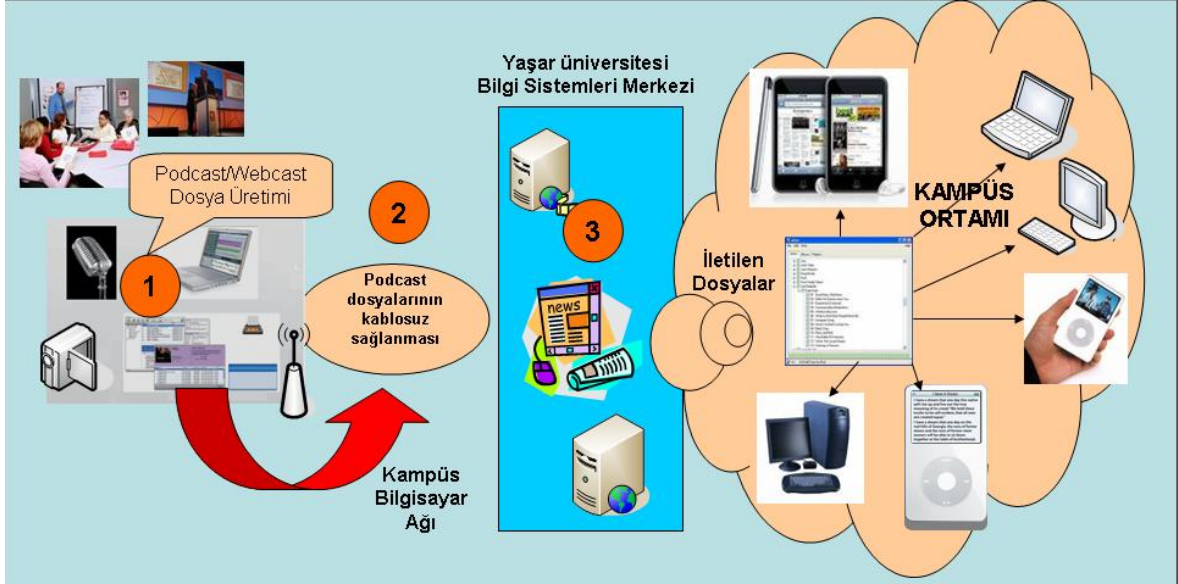 Yaşar üniversitesi
Bilgi Sistemleri Merkezi
Podcast/Webcast
Dosya Üretimi
1
2
Podcast
dosyalarının
kablosuz
sağlanması
Kampüs
Bilgisayar
Ağı
3
news
İletilen
Dosyalar
KAMPÜS
ORTAMI